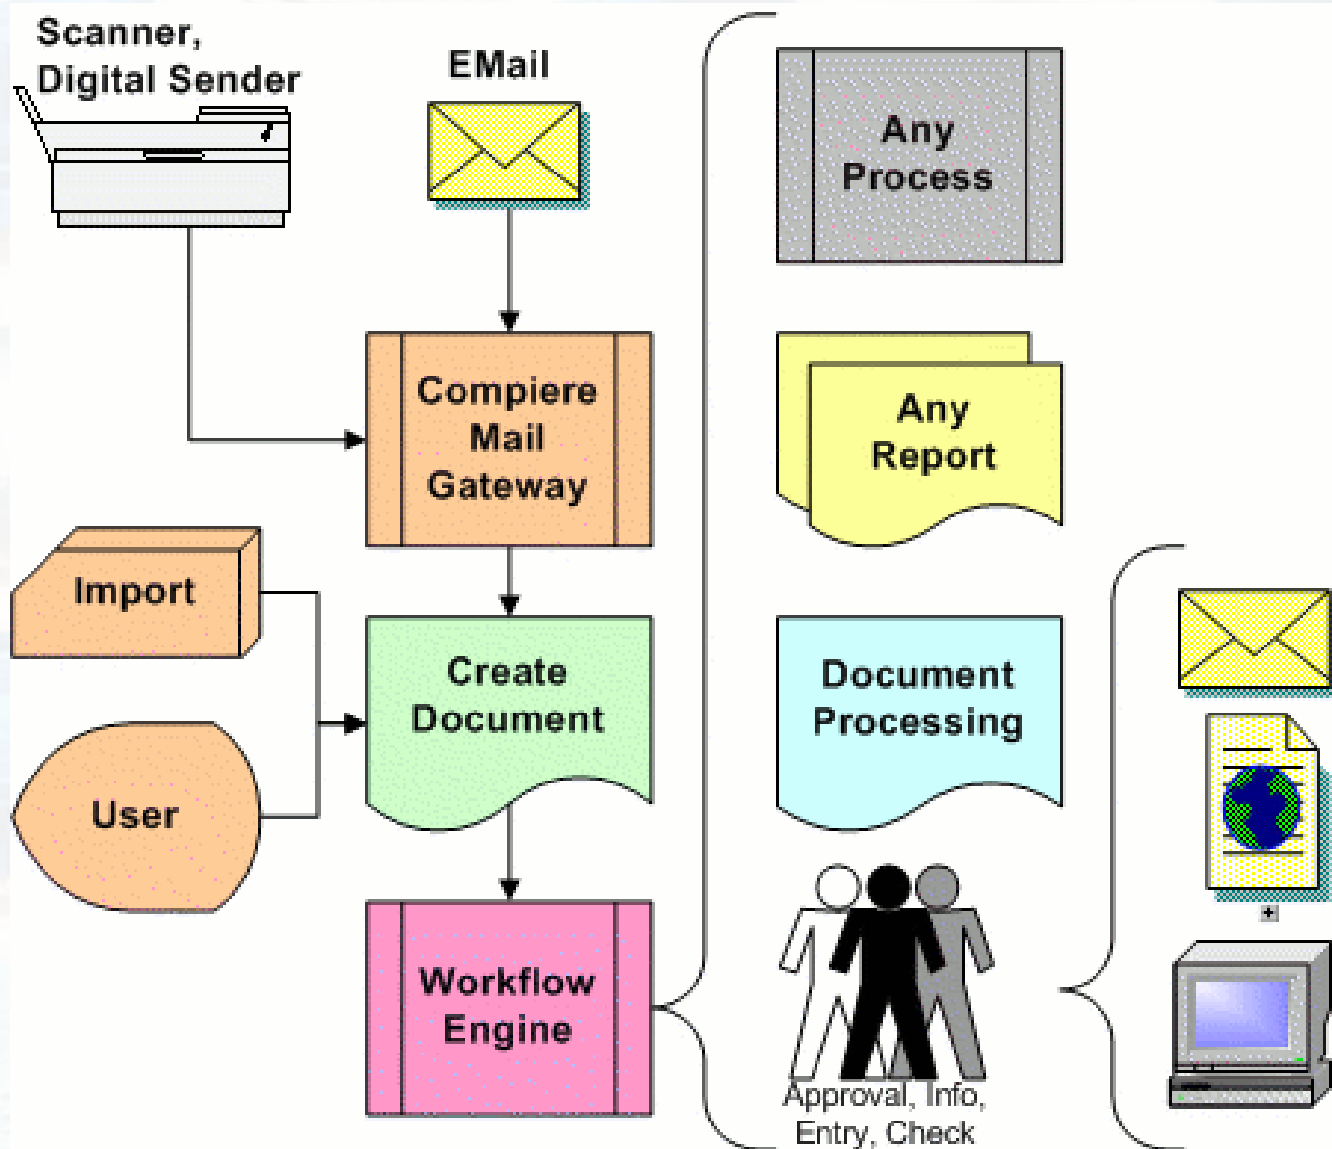 Scanner,
Digital Sender
EMail
Any
Process
Compiere
Mail
Gateway
Any
Report
Import
Create
Document
Document
Processing
User
Workflow
Engine
Approval, Info,
Entry, Check